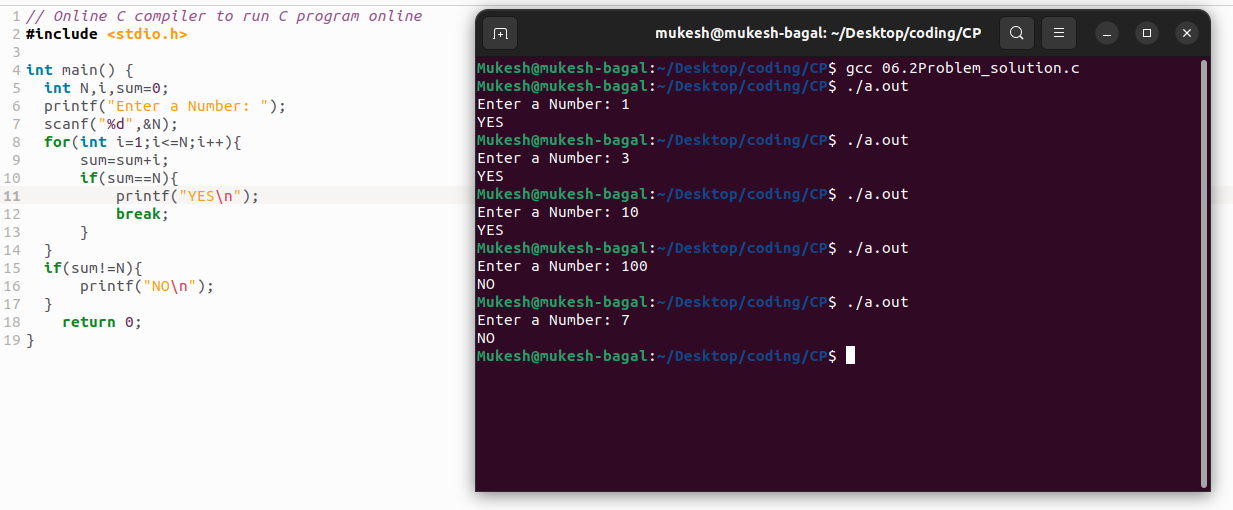 1 // Online C compiler to run C program online
2 #include <stdio.h>
3
4 int main() {
5   int N,i,sum=0;
6   printf("Enter a Number: ");
7   scanf("%d",&N);
8   for(int i=1;i<=N;i++){
9       sum=sum+i;
10       if(sum==N){
11           printf("YES\n");
12           break;
13       }
14   }
15   if(sum!=N){
16       printf("NO\n");
17   }
18     return 0;
19 }
mukesh@mukesh-bagal: ~/Desktop/coding/CP
Mukesh@mukesh-bagal:~/Desktop/coding/CP$ gcc 06.2Problem_solution.c
Mukesh@mukesh-bagal:~/Desktop/coding/CP$ ./a.out
Enter a Number: 1
YES
Mukesh@mukesh-bagal:~/Desktop/coding/CP$ ./a.out
Enter a Number: 3
YES
Mukesh@mukesh-bagal:~/Desktop/coding/CP$ ./a.out
Enter a Number: 10
YES
Mukesh@mukesh-bagal:~/Desktop/coding/CP$ ./a.out
Enter a Number: 100
NO
Mukesh@mukesh-bagal:~/Desktop/coding/CP$ ./a.out
Enter a Number: 7
NO
Mukesh@mukesh-bagal:~/Desktop/coding/CP$